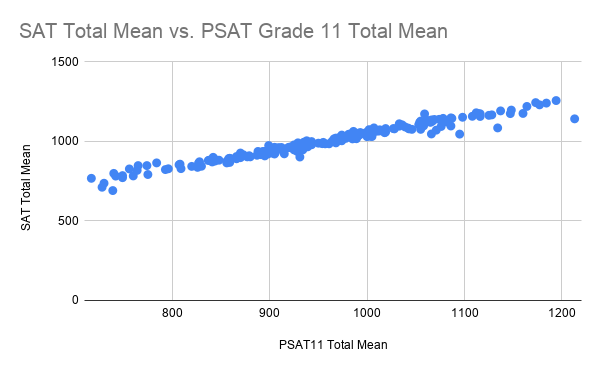 SAT Total Mean vs. PSAT Grade 11 Total Mean
1500
1000
500
0
SAT Total Mean
800 900 1000 1100 1200
PSAT11 Total Mean